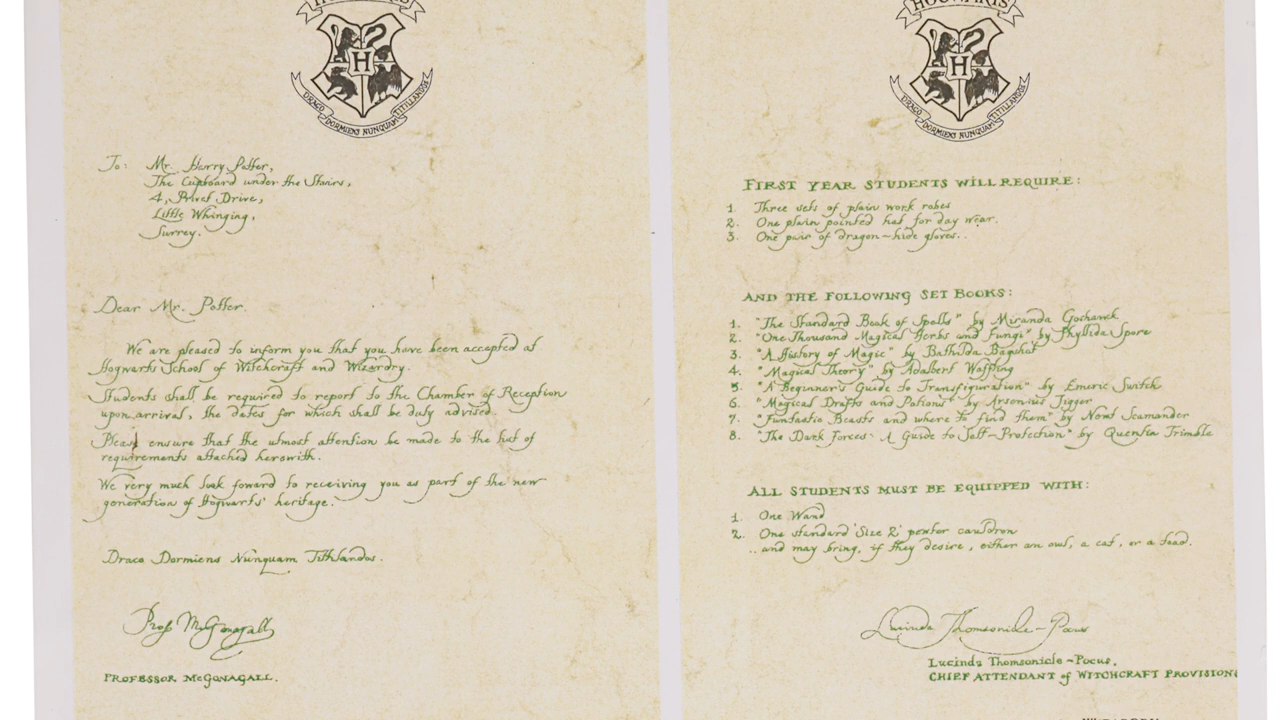 HOGWARTS
H
DRACO DORMIENS NUNQUAM TITILLANDUS
To: Mr. Harry Potter,
The Cupboard under the Stairs,
4, Privet Drive,
Little Whinging,
Surrey.
Dear Mr. Potter.
We are pleased to inform you that you have been accepted at
Hogwarts School of Witchcraft and Wizardry.
Students shall be required to report to the Chamber of Reception
upon arrival, the dates for which shall be duly advised.
Please ensure that the utmost attention be made to the list of
requirements attached herewith.
We very much look foward to receiving you as part of the new
generation of Hogwarts' heritage.
Draco Dormiens Nunquam Titillandus.
Prof McGonagall
PROFESSOR McGONAGALL.
HOGWARTS
H
DRACO DORMIENS NUNQUAM TITILLANDUS
FIRST YEAR STUDENTS WILL REQUIRE:
1. Three sets of plain work robes
2. One plain pointed hat for day wear.
3. One pair of dragon-hide gloves..
AND THE FOLLOWING SET BOOKS:
1. "The Standard Book of Spells" by Miranda Goshawk
2. "One Thousand Magical Herbs and Fungi" by Phyllida Spore
3. "A History of Magic" by Bathilda Bagshot
4. "Magical Theory" by Adalbert Waffling
5. "A Beginner's Guide to Transfiguration" by Emeric Switch
6. "Magical Drafts and Potions" by Arsenius Jigger
7. "Fantastic Beasts and where to find them" by Newt Scamander
8. "The Dark Forces: A Guide to Self-Protection" by Quentin Trimble
ALL STUDENTS MUST BE EQUIPPED WITH:
1. One Wand
2. One standard 'Size 2' pewter cauldron
.. and may bring, if they desire, either an owl, a cat, or a toad.
Lucinda Thomsonicle-Pocus
Lucinda Thomsonicle-Pocus,
CHIEF ATTENDANT of WITCHCRAFT PROVISIONS